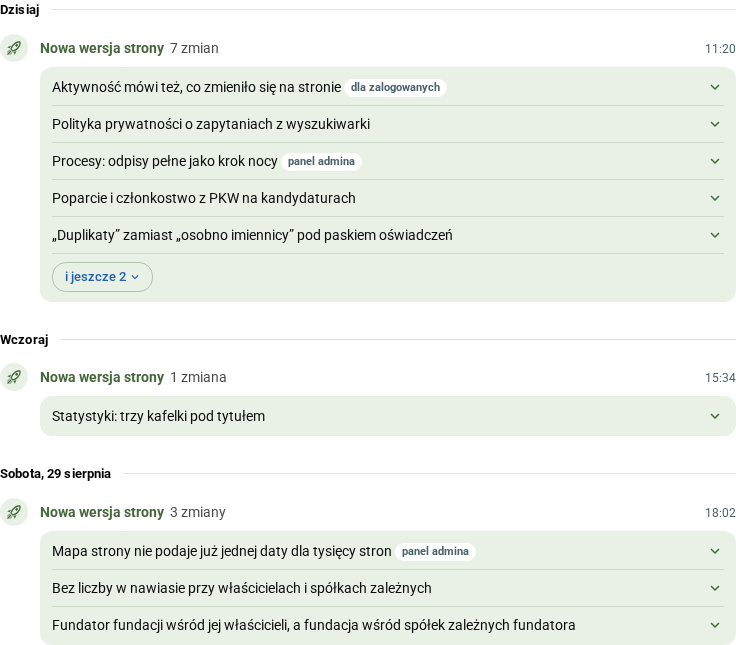 Dzisiaj
Nowa wersja strony 7 zmian 11:20
Aktywność mówi też, co zmieniło się na stronie dla zalogowanych
Polityka prywatności o zapytaniach z wyszukiwarki
Procesy: odpisy pełne jako krok nocy panel admina
Poparcie i członkostwo z PKW na kandydaturach
„Duplikaty” zamiast „osobno imiennicy” pod paskiem oświadczeń
i jeszcze 2
Wczoraj
Nowa wersja strony 1 zmiana 15:34
Statystyki: trzy kafelki pod tytułem
Sobota, 29 sierpnia
Nowa wersja strony 3 zmiany 18:02
Mapa strony nie podaje już jednej daty dla tysięcy stron panel admina
Bez liczby w nawiasie przy właścicielach i spółkach zależnych
Fundator fundacji wśród jej właścicieli, a fundacja wśród spółek zależnych fundatora